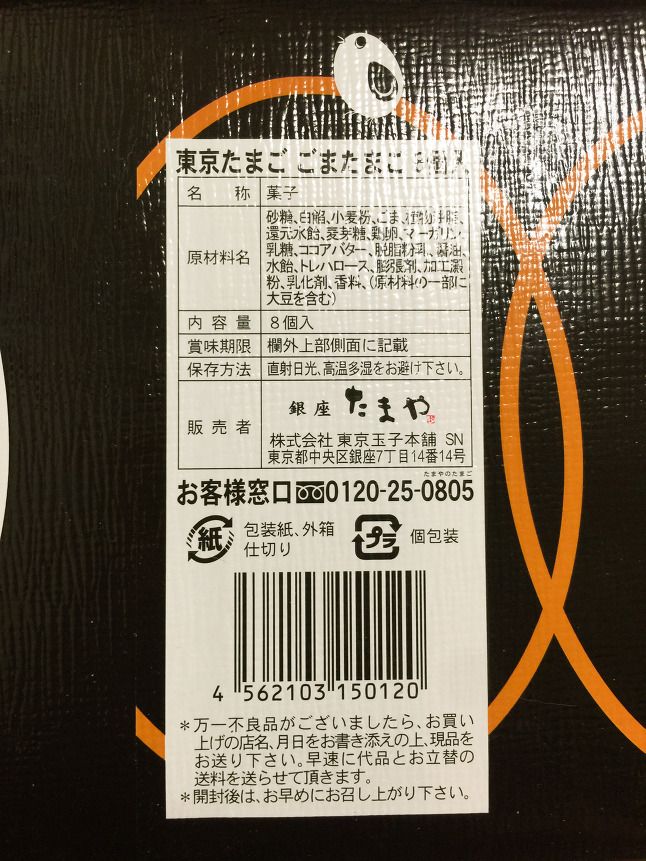 東京たまご ごまたまご 8個入
名 称 菓子
原材料名
砂糖、白餡、小麦粉、ごま、植物油脂、
還元水飴、麦芽糖、鶏卵、マーガリン、
乳糖、ココアバター、脱脂粉乳、醤油、
水飴、トレハロース、膨張剤、加工澱
粉、乳化剤、香料、(原材料の一部に
大豆を含む)
内 容 量 8個入
賞味期限 欄外上部側面に記載
保存方法 直射日光、高温多湿をお避け下さい。
販 売 者
銀座 たまや
株式会社 東京玉子本舗 SN
東京都中央区銀座7丁目14番14号
たまやのたまご
お客様窓口 0120-25-0805
紙 包装紙、外箱
仕切り
プラ 個包装
4 562103 150120
*万一不良品がございましたら、お買い
上げの店名、月日をお書き添えの上、現品を
お送り下さい。早速に代品とお立替の
送料を送らせて頂きます。
*開封後は、お早めにお召し上がり下さい。